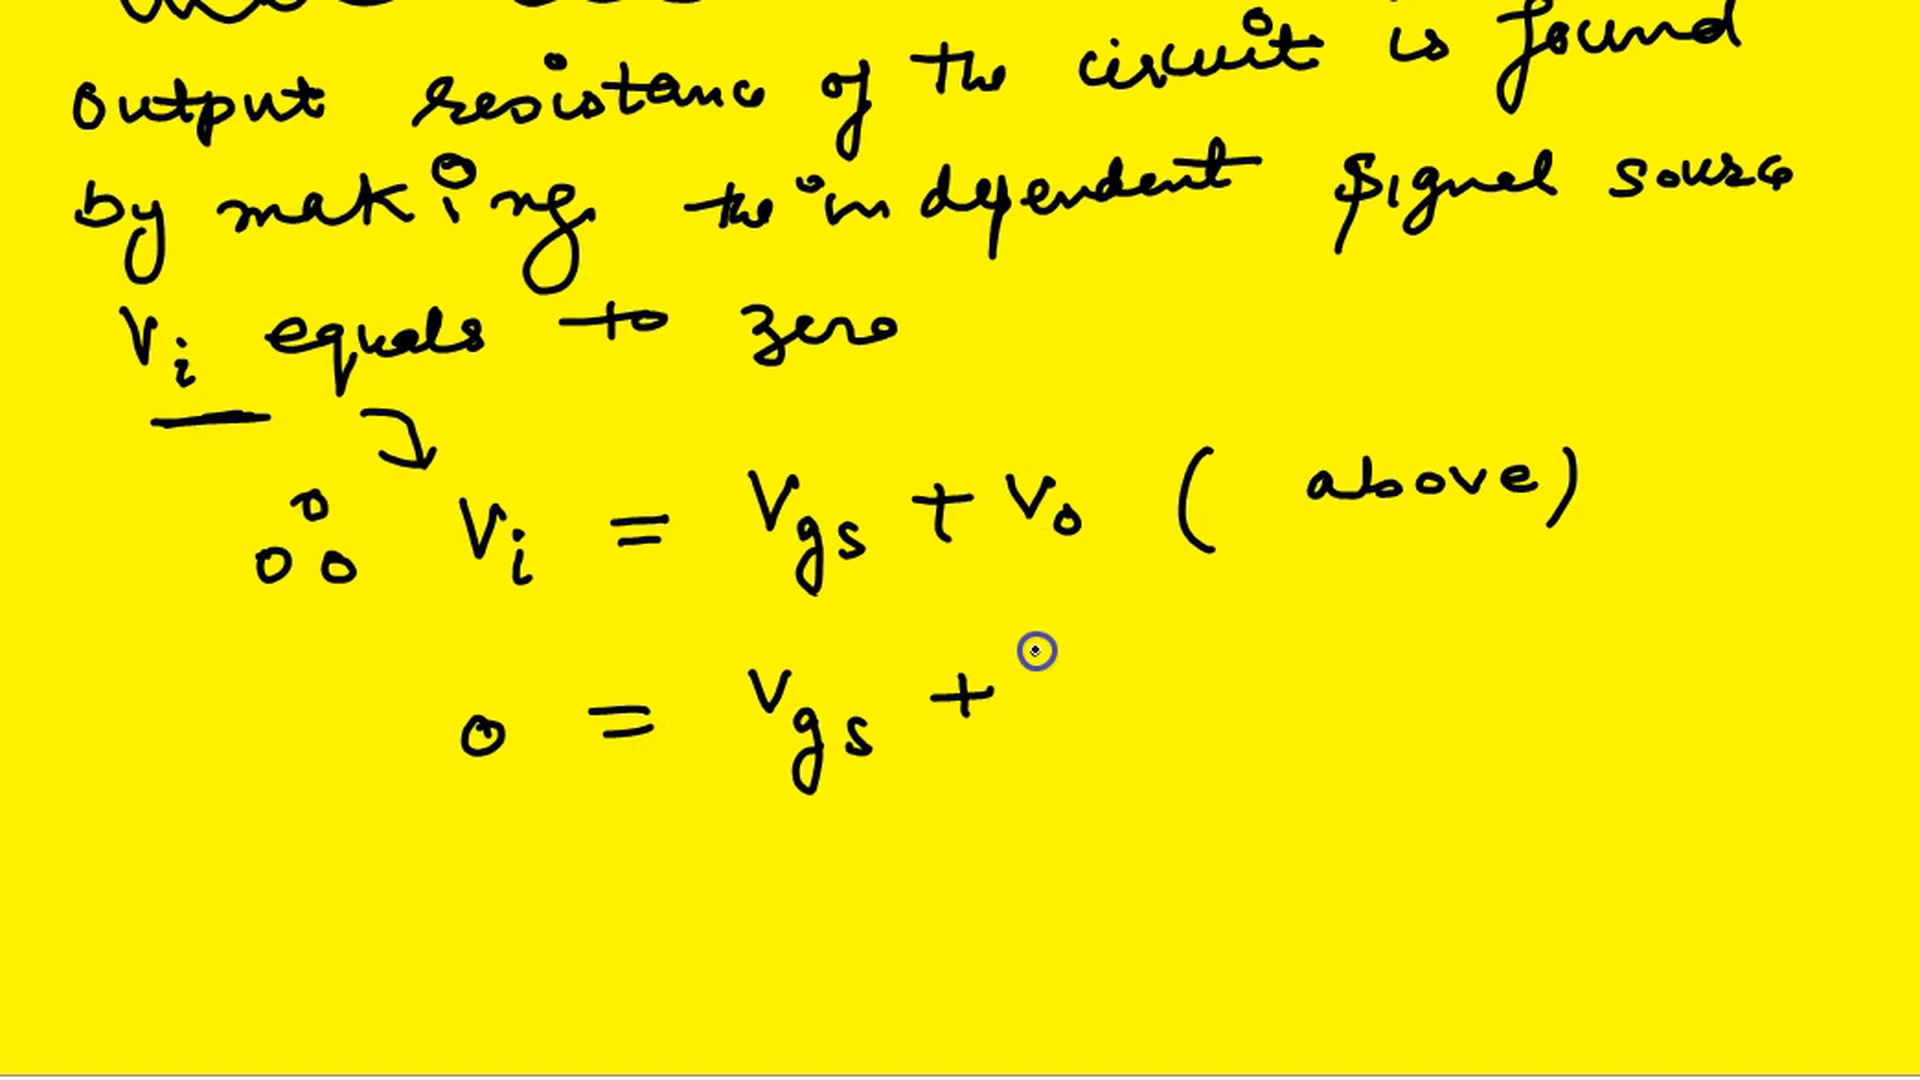 output resistance of the circuit is found
by making the independent signal source
Vi equals to zero
∴ Vi = Vgs + Vo (above)
0 = Vgs +